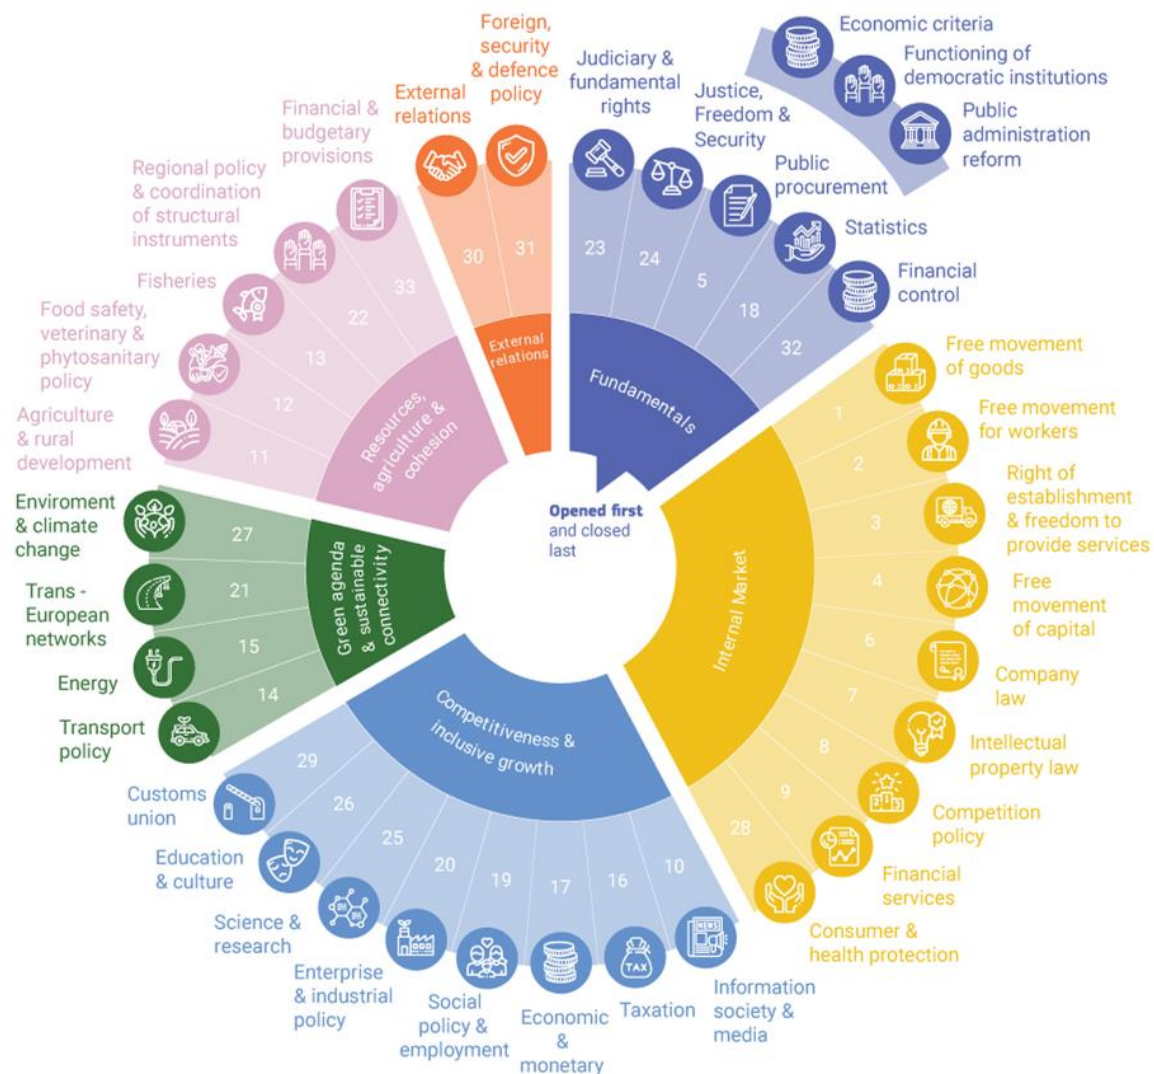 Economic criteria
Functioning of
democratic institutions
Public
administration
reform
Judiciary &
fundamental
rights
Justice,
Freedom &
Security
Public
procurement
Statistics
Financial
control
23
24
5
18
32
Fundamentals
Opened first
and closed
last
Free movement
of goods
Free movement
for workers
Right of
establishment
& freedom to
provide services
Free
movement
of capital
Company
law
Intellectual
property law
Competition
policy
Financial
services
Consumer &
health protection
1
2
3
4
6
7
8
9
28
Internal Market
Information
society &
media
Taxation
TAX
NEWS
Economic
&
monetary
Social
policy &
employment
Enterprise
& industrial
policy
Science &
research
Education
& culture
Customs
union
10
16
17
19
20
25
26
29
Competitiveness &
inclusive growth
Transport
policy
Energy
Trans -
European
networks
Enviroment
& climate
change
14
15
21
27
Green agenda
& sustainable
connectivity
Agriculture
& rural
development
Food safety,
veterinary &
phytosanitary
policy
Fisheries
Regional policy
& coordination
of structural
instruments
Financial &
budgetary
provisions
11
12
13
22
33
Resources,
agriculture &
cohesion
External
relations
Foreign,
security
& defence
policy
30
31
External
relations
2 1 3